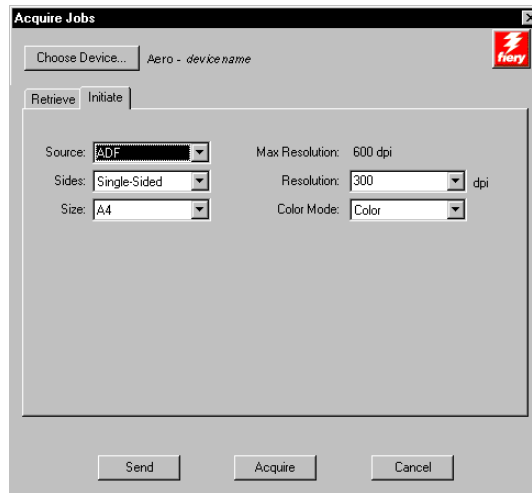 Acquire Jobs
Choose Device... Aero - devicename
fiery
Retrieve Initiate
Source: ADF Max Resolution: 600 dpi
Sides: Single-Sided Resolution: 300 dpi
Size: A4 Color Mode: Color
Send Acquire Cancel